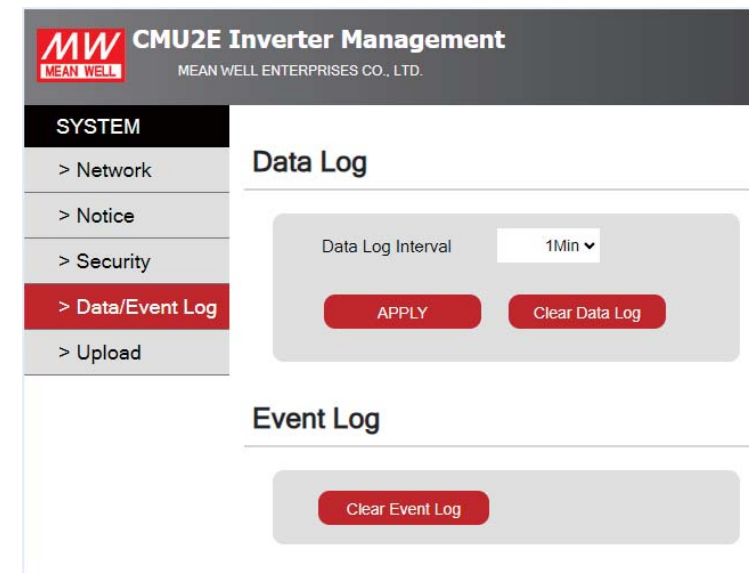 MW
MEAN WELL
CMU2E Inverter Management
MEAN WELL ENTERPRISES CO., LTD.
SYSTEM
> Network
> Notice
> Security
> Data/Event Log
> Upload
Data Log
Data Log Interval 1Min
APPLY Clear Data Log
Event Log
Clear Event Log